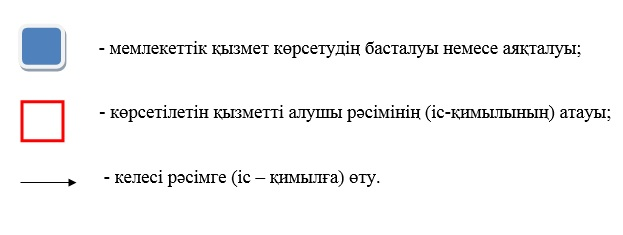 - мемлекеттік қызмет көрсетудің басталуы немесе аяқталуы;
- көрсетілетін қызметті алушы рәсімінің (іс-қимылының) атауы;
- келесі рәсімге (іс – қимылға) өту.